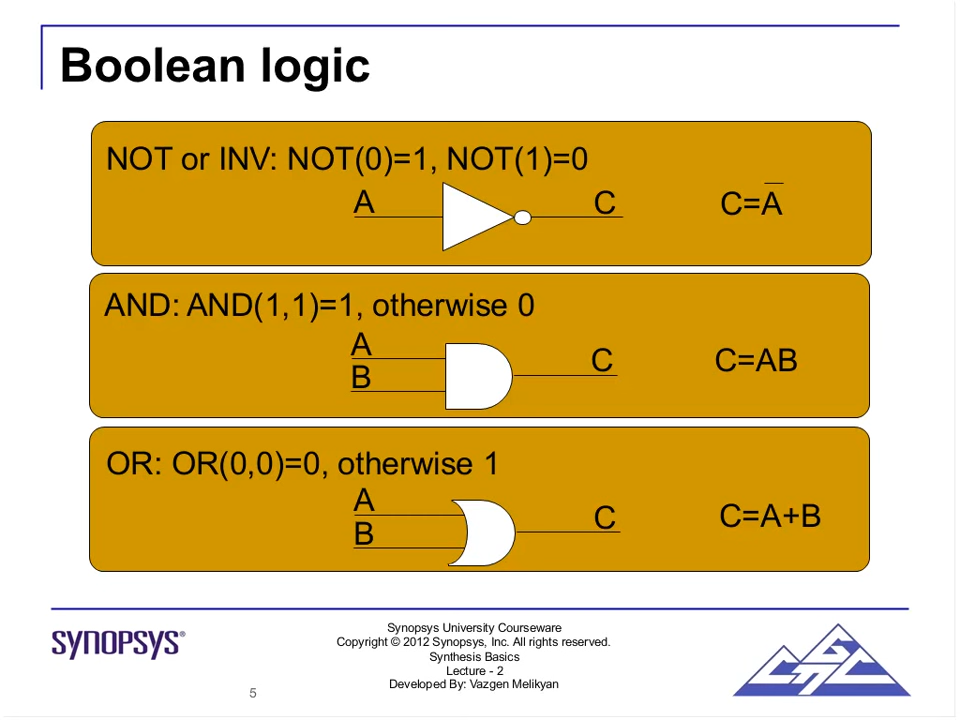 Boolean logic
NOT or INV: NOT(0)=1, NOT(1)=0
A
C
C=A̅
AND: AND(1,1)=1, otherwise 0
A
B
C
C=AB
OR: OR(0,0)=0, otherwise 1
A
B
C
C=A+B
SYNOPSYS®
Synopsys University Courseware
Copyright © 2012 Synopsys, Inc. All rights reserved.
Synthesis Basics
Lecture - 2
Developed By: Vazgen Melikyan
5